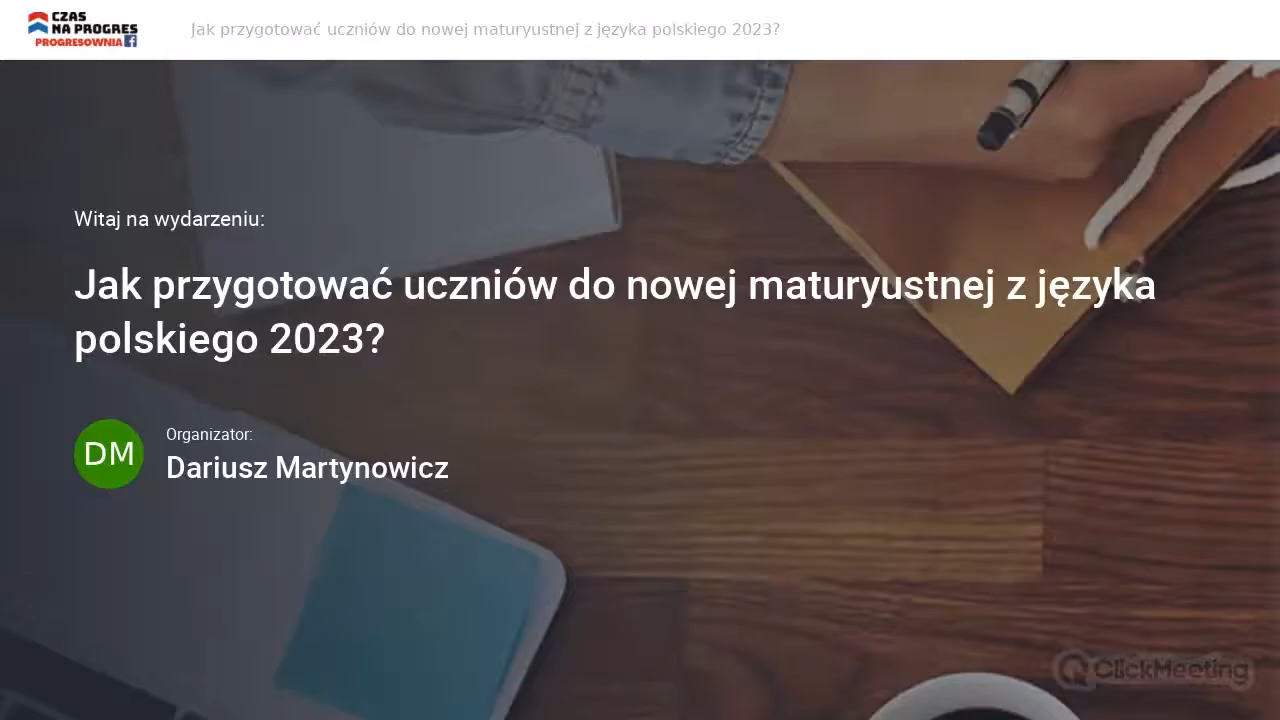 CZAS
NA PROGRES
PROGRESOWNIA f
Jak przygotować uczniów do nowej maturyustnej z języka polskiego 2023?
Witaj na wydarzeniu:
Jak przygotować uczniów do nowej maturyustnej z języka
polskiego 2023?
DM
Organizator:
Dariusz Martynowicz
ClickMeeting